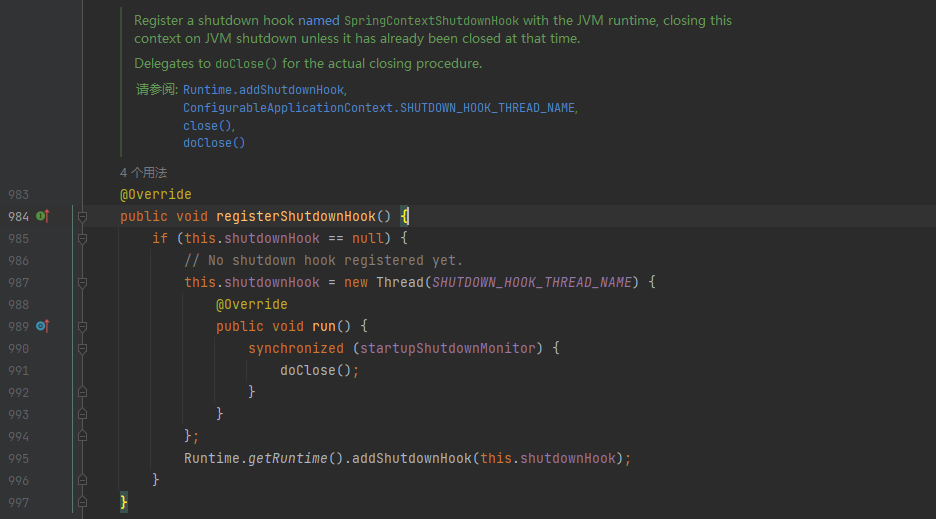 Register a shutdown hook named SpringContextShutdownHook with the JVM runtime, closing this
context on JVM shutdown unless it has already been closed at that time.
Delegates to doClose() for the actual closing procedure.
请参阅: Runtime.addShutdownHook,
ConfigurableApplicationContext.SHUTDOWN_HOOK_THREAD_NAME,
close(),
doClose()
4 个用法
983 @Override
984 public void registerShutdownHook() {
985 if (this.shutdownHook == null) {
986 // No shutdown hook registered yet.
987 this.shutdownHook = new Thread(SHUTDOWN_HOOK_THREAD_NAME) {
988 @Override
989 public void run() {
990 synchronized (startupShutdownMonitor) {
991 doClose();
992 }
993 }
994 };
995 Runtime.getRuntime().addShutdownHook(this.shutdownHook);
996 }
997 }